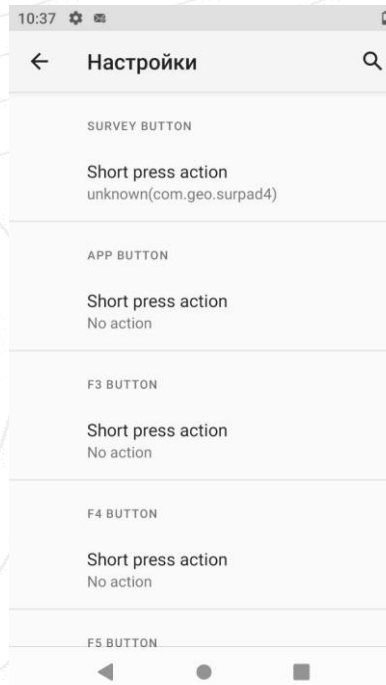 10:37
Настройки
SURVEY BUTTON
Short press action
unknown(com.geo.surpad4)
APP BUTTON
Short press action
No action
F3 BUTTON
Short press action
No action
F4 BUTTON
Short press action
No action
F5 BUTTON